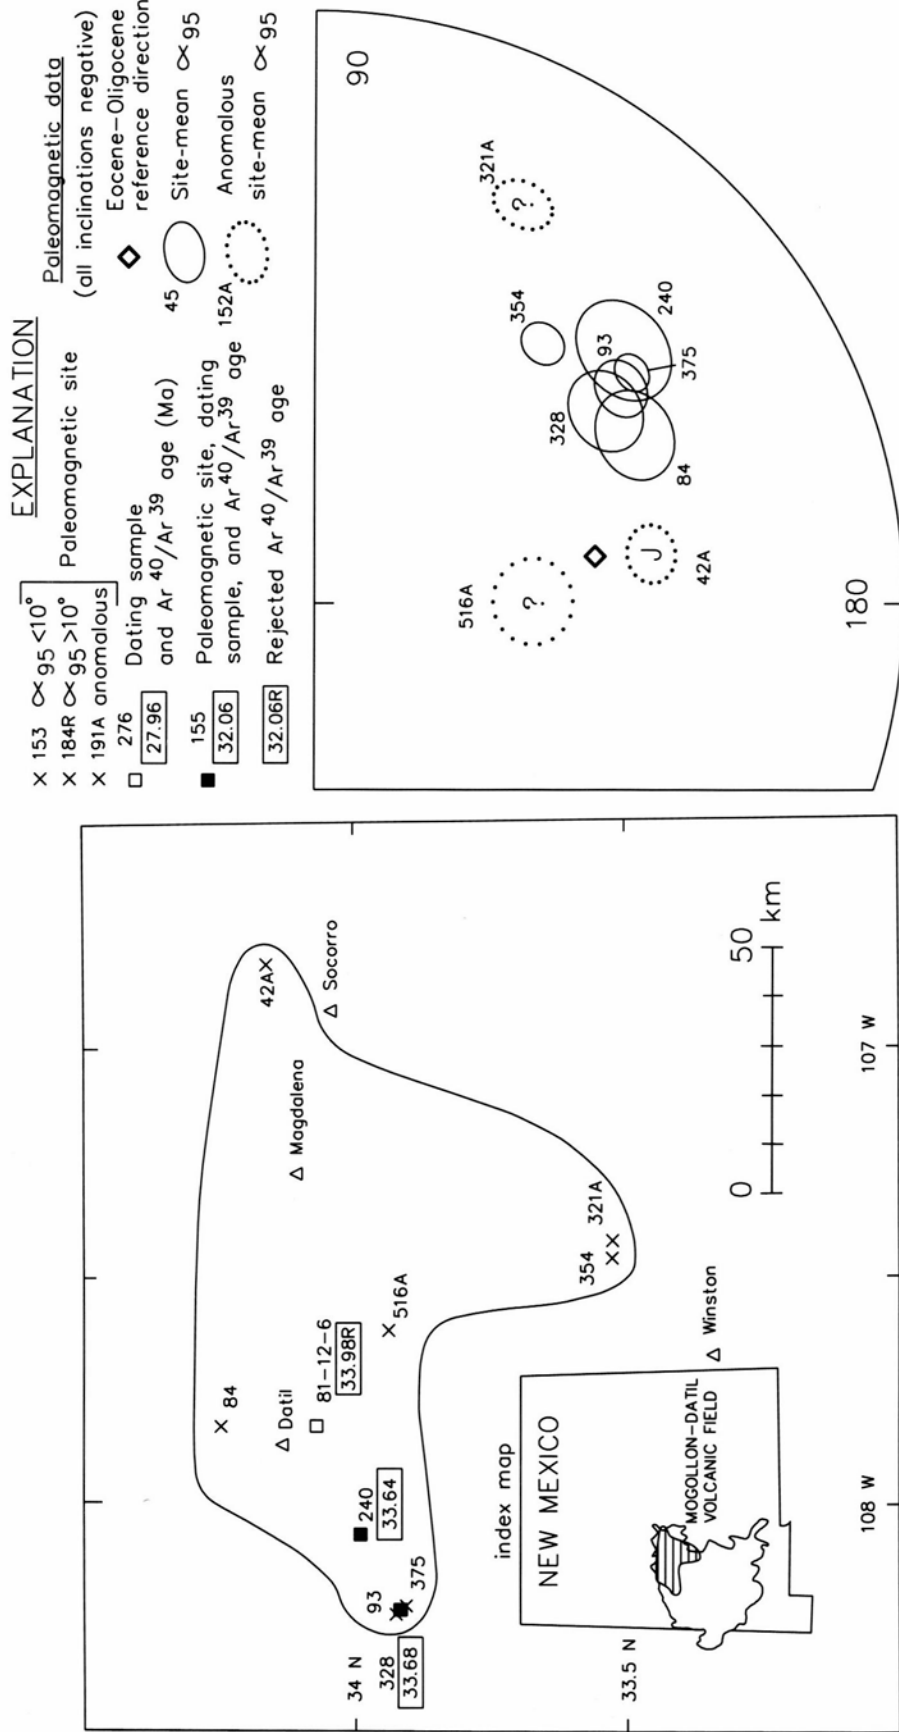 EXPLANATION
× 153 ∝95 <10°
× 184R ∝95 >10°
× 191A anomalous
Paleomagnetic site
276
27.96
Dating sample
and Ar40/Ar39 age (Ma)
155
32.06
Paleomagnetic site, dating
sample, and Ar40/Ar39 age
32.06R
Rejected Ar40/Ar39 age
Paleomagnetic data
(all inclinations negative)
Eocene-Oligocene
reference direction
45
Site-mean ∝95
152A
Anomalous
site-mean ∝95
84
Datil
81-12-6
33.98R
516A
Magdalena
42A×
Socorro
240
33.64
93
375
34 N
328
33.68
354
321A
33.5 N
Winston
index map
NEW MEXICO
MOGOLLON-DATIL
VOLCANIC FIELD
0
50
km
108 W
107 W
90
321A
?
354
93
240
375
328
84
516A
?
J
42A
180